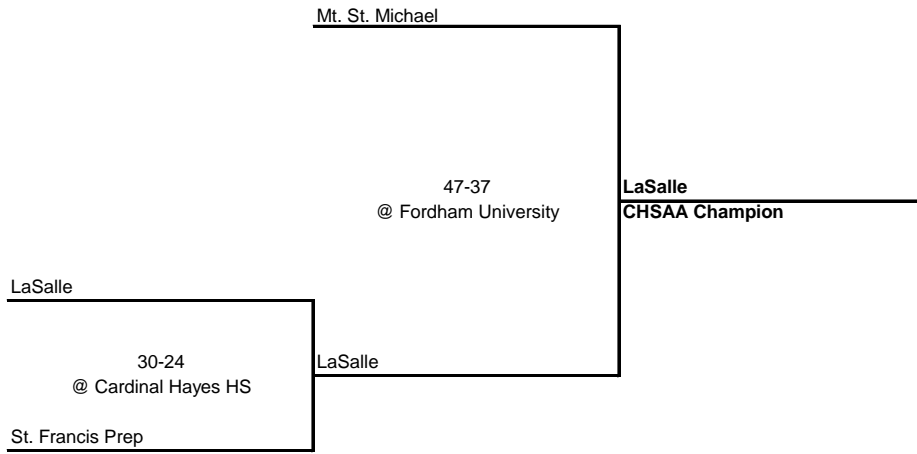 Mt. St. Michael
47-37
@ Fordham University
LaSalle
CHSAA Champion
LaSalle
30-24
@ Cardinal Hayes HS
LaSalle
St. Francis Prep